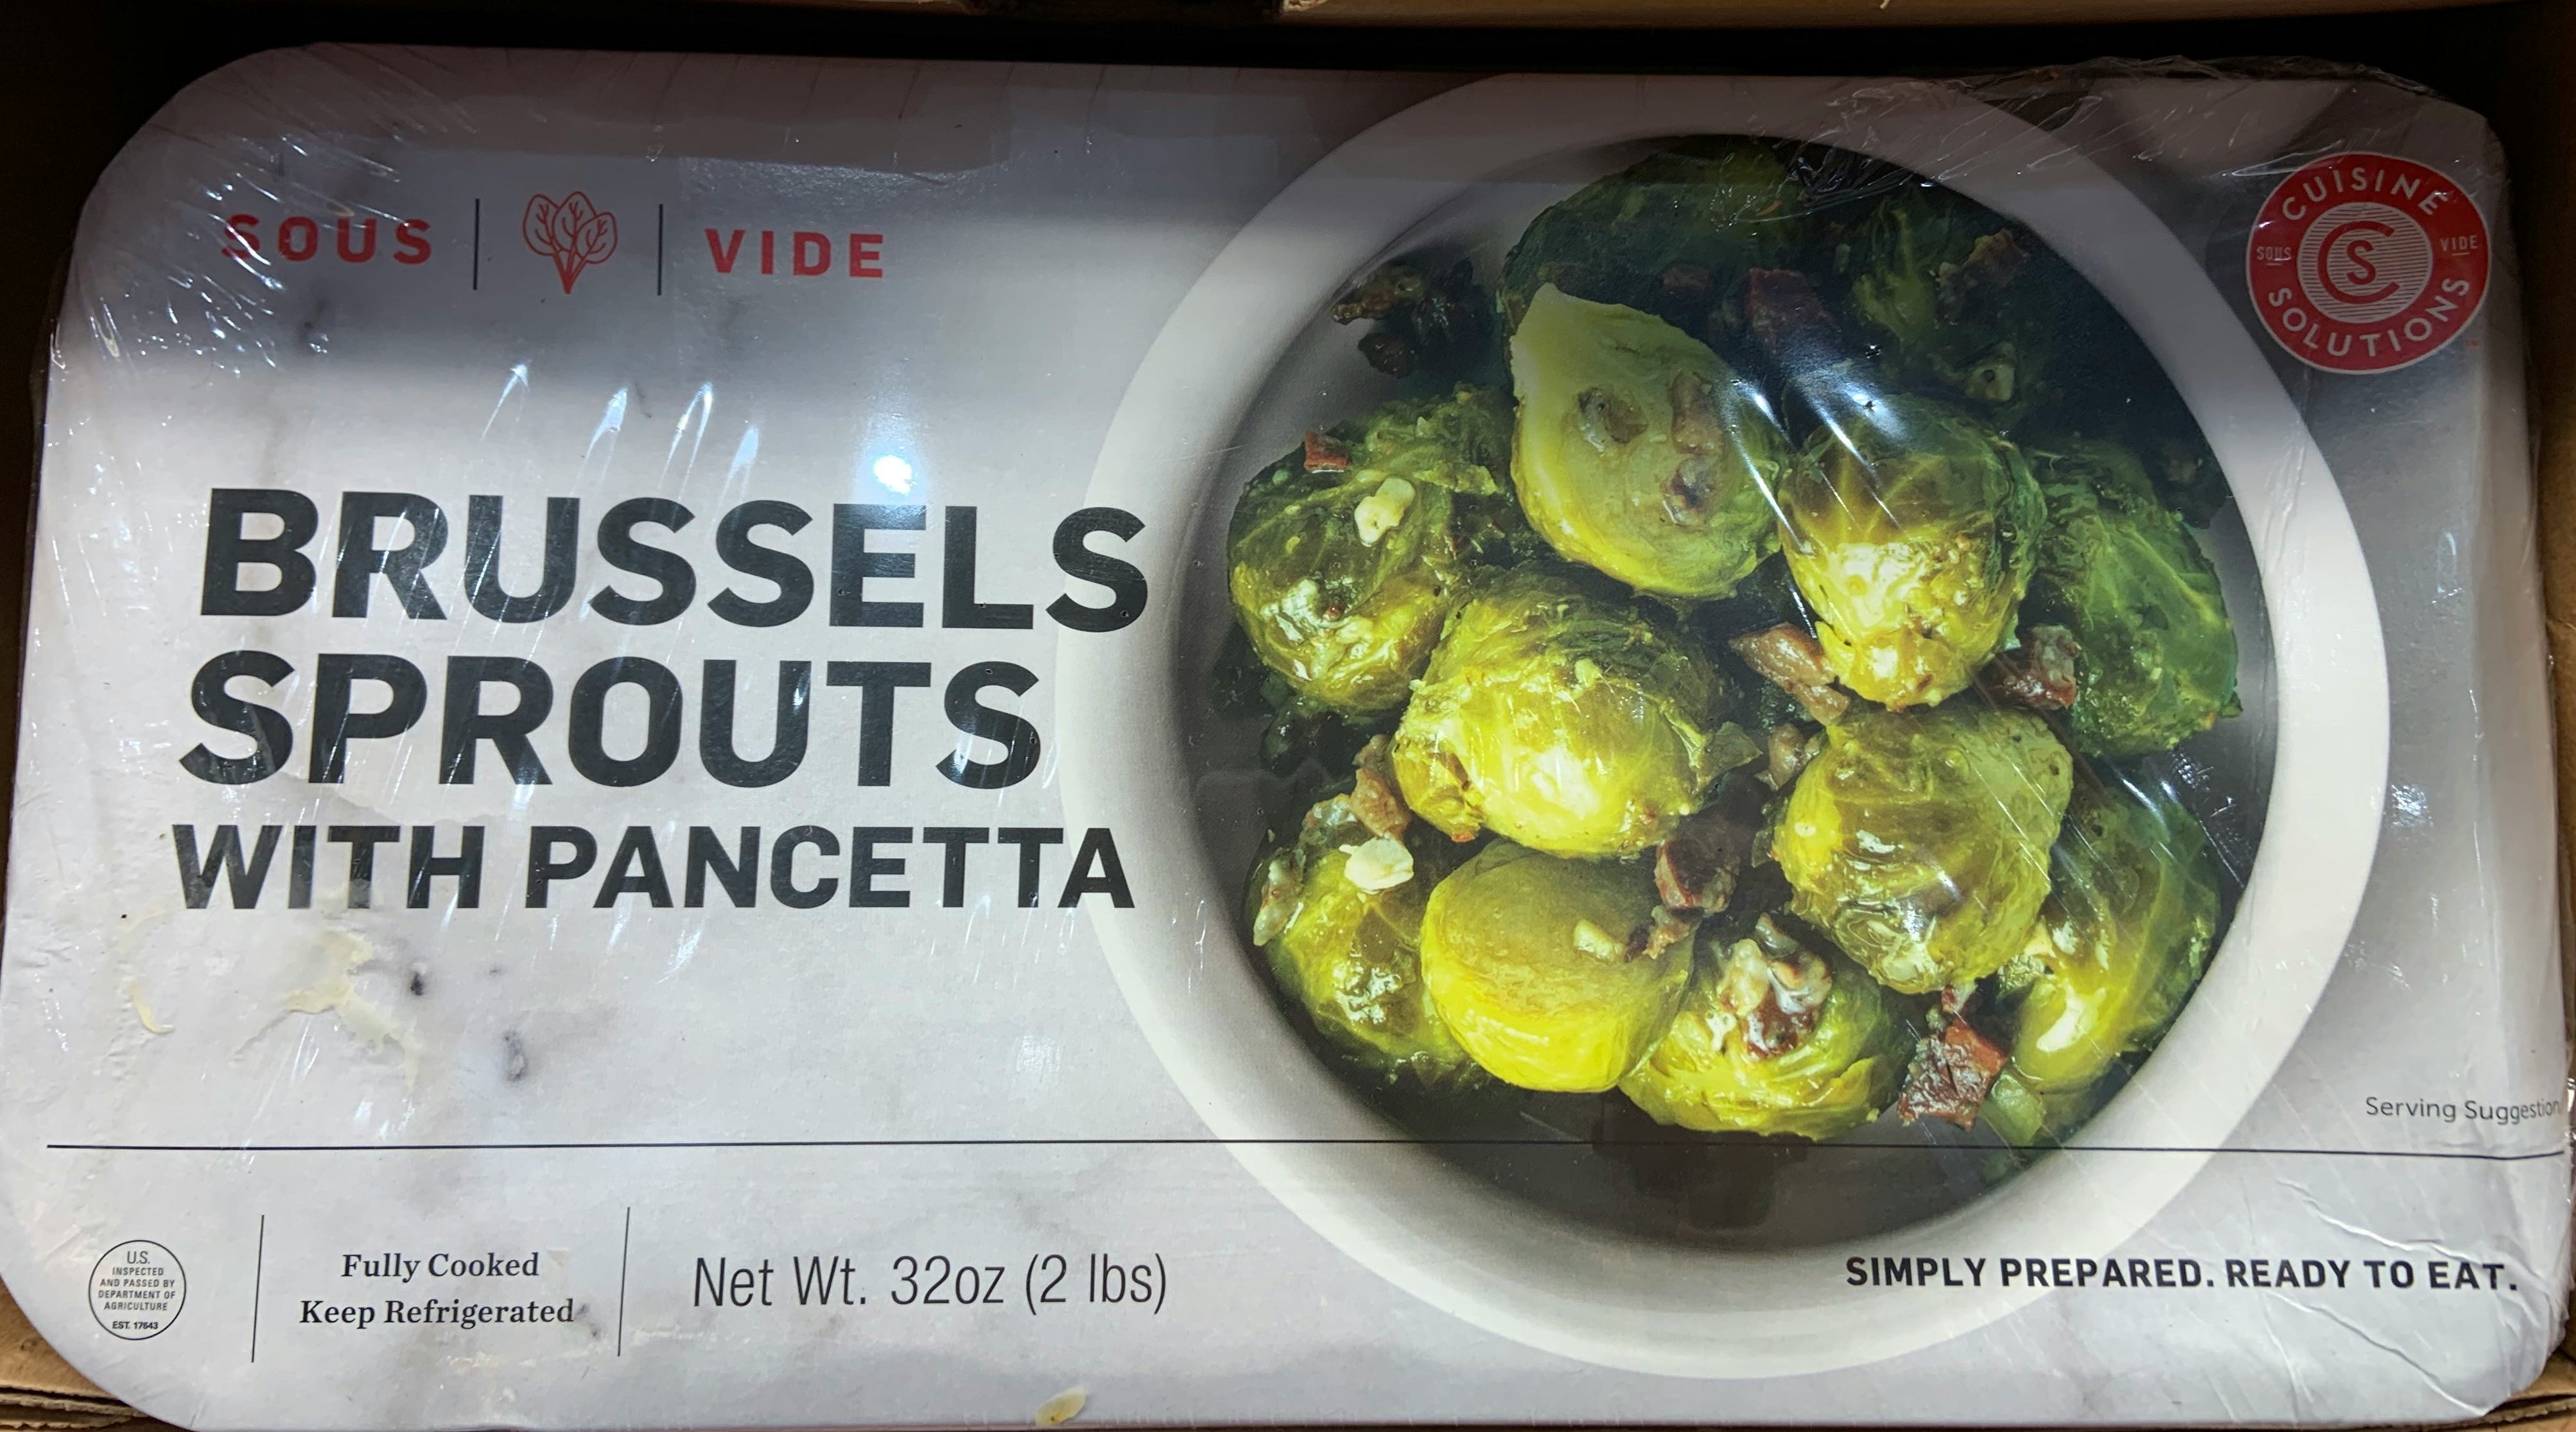 SOUS VIDE
CUISINE
SOUS VIDE
CS
SOLUTIONS
BRUSSELS
SPROUTS
WITH PANCETTA
Serving Suggestion
U.S.
INSPECTED
AND PASSED BY
DEPARTMENT OF
AGRICULTURE
EST. 17643
Fully Cooked
Keep Refrigerated
Net Wt. 32oz (2 lbs)
SIMPLY PREPARED. READY TO EAT.